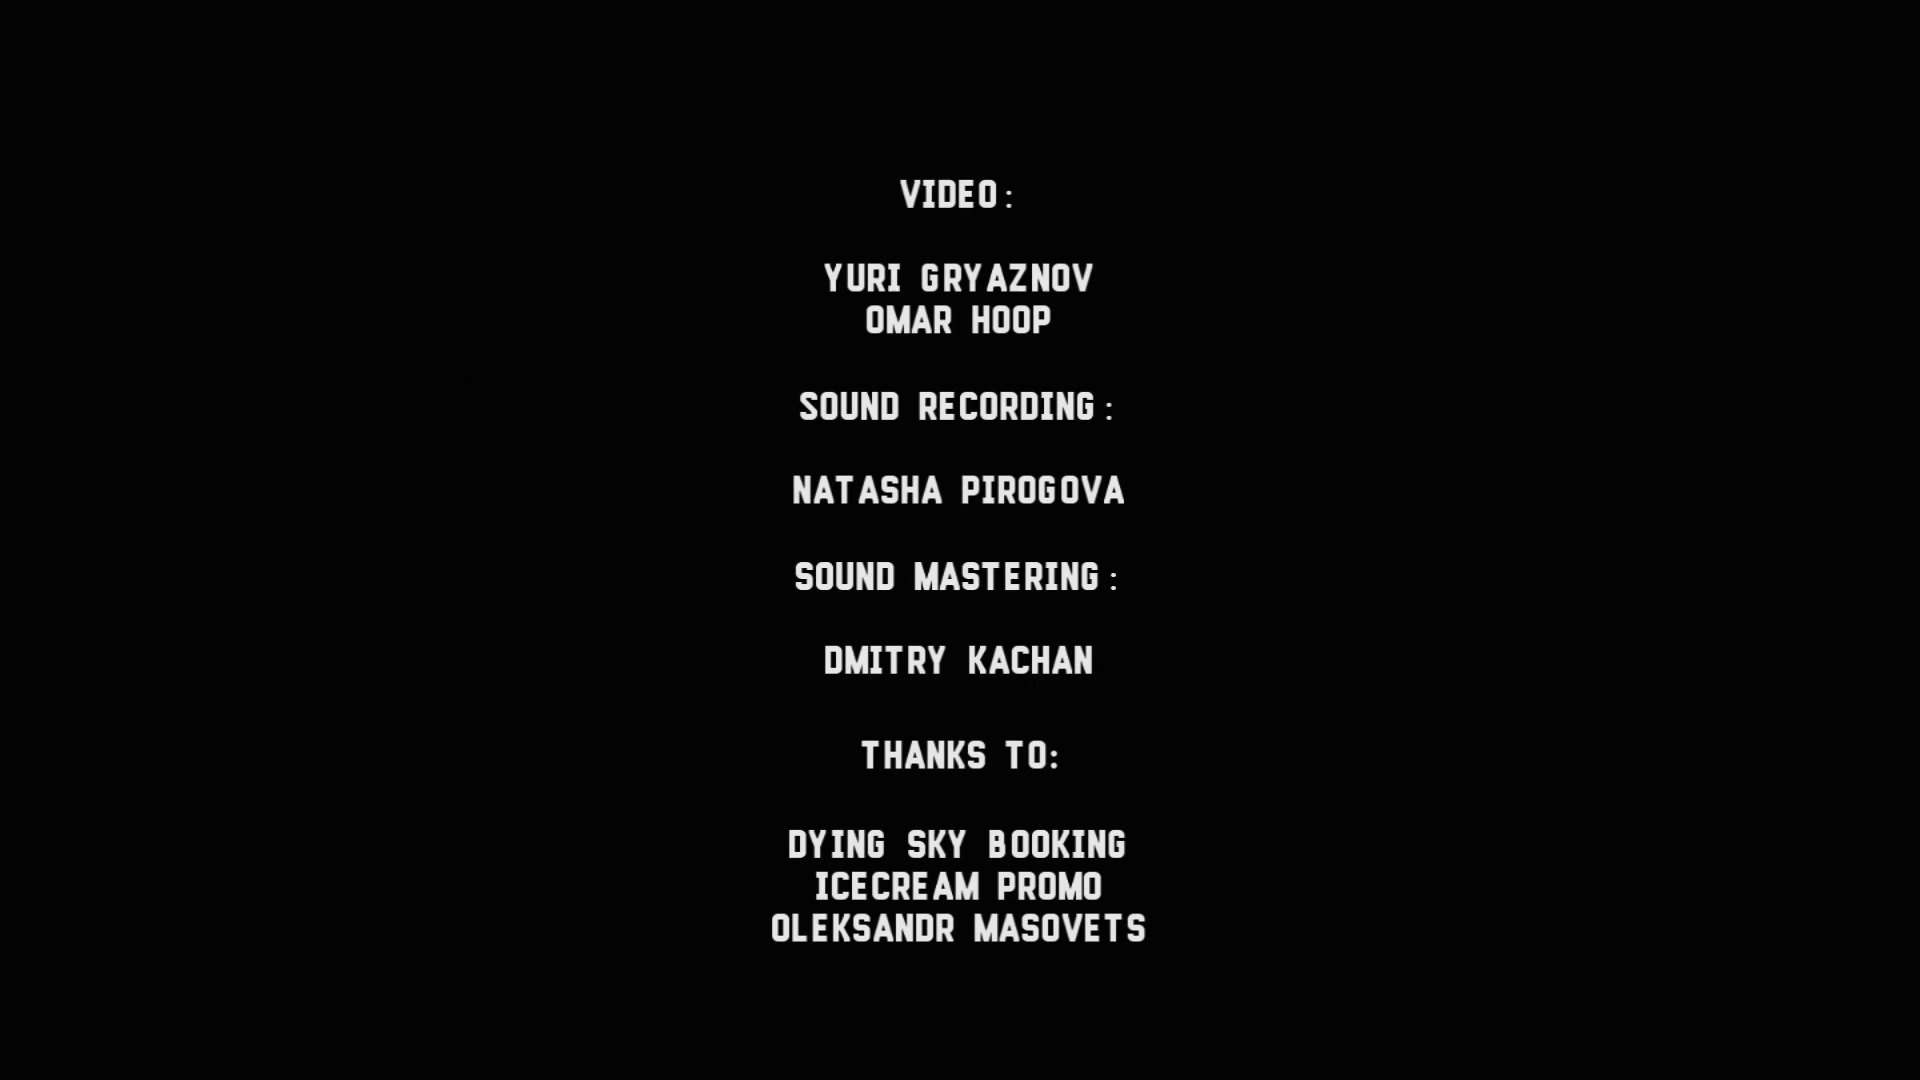 VIDEO:
YURI GRYAZNOV
OMAR HOOP
SOUND RECORDING:
NATASHA PIROGOVA
SOUND MASTERING:
DMITRY KACHAN
THANKS TO:
DYING SKY BOOKING
ICECREAM PROMO
OLEKSANDR MASOVETS